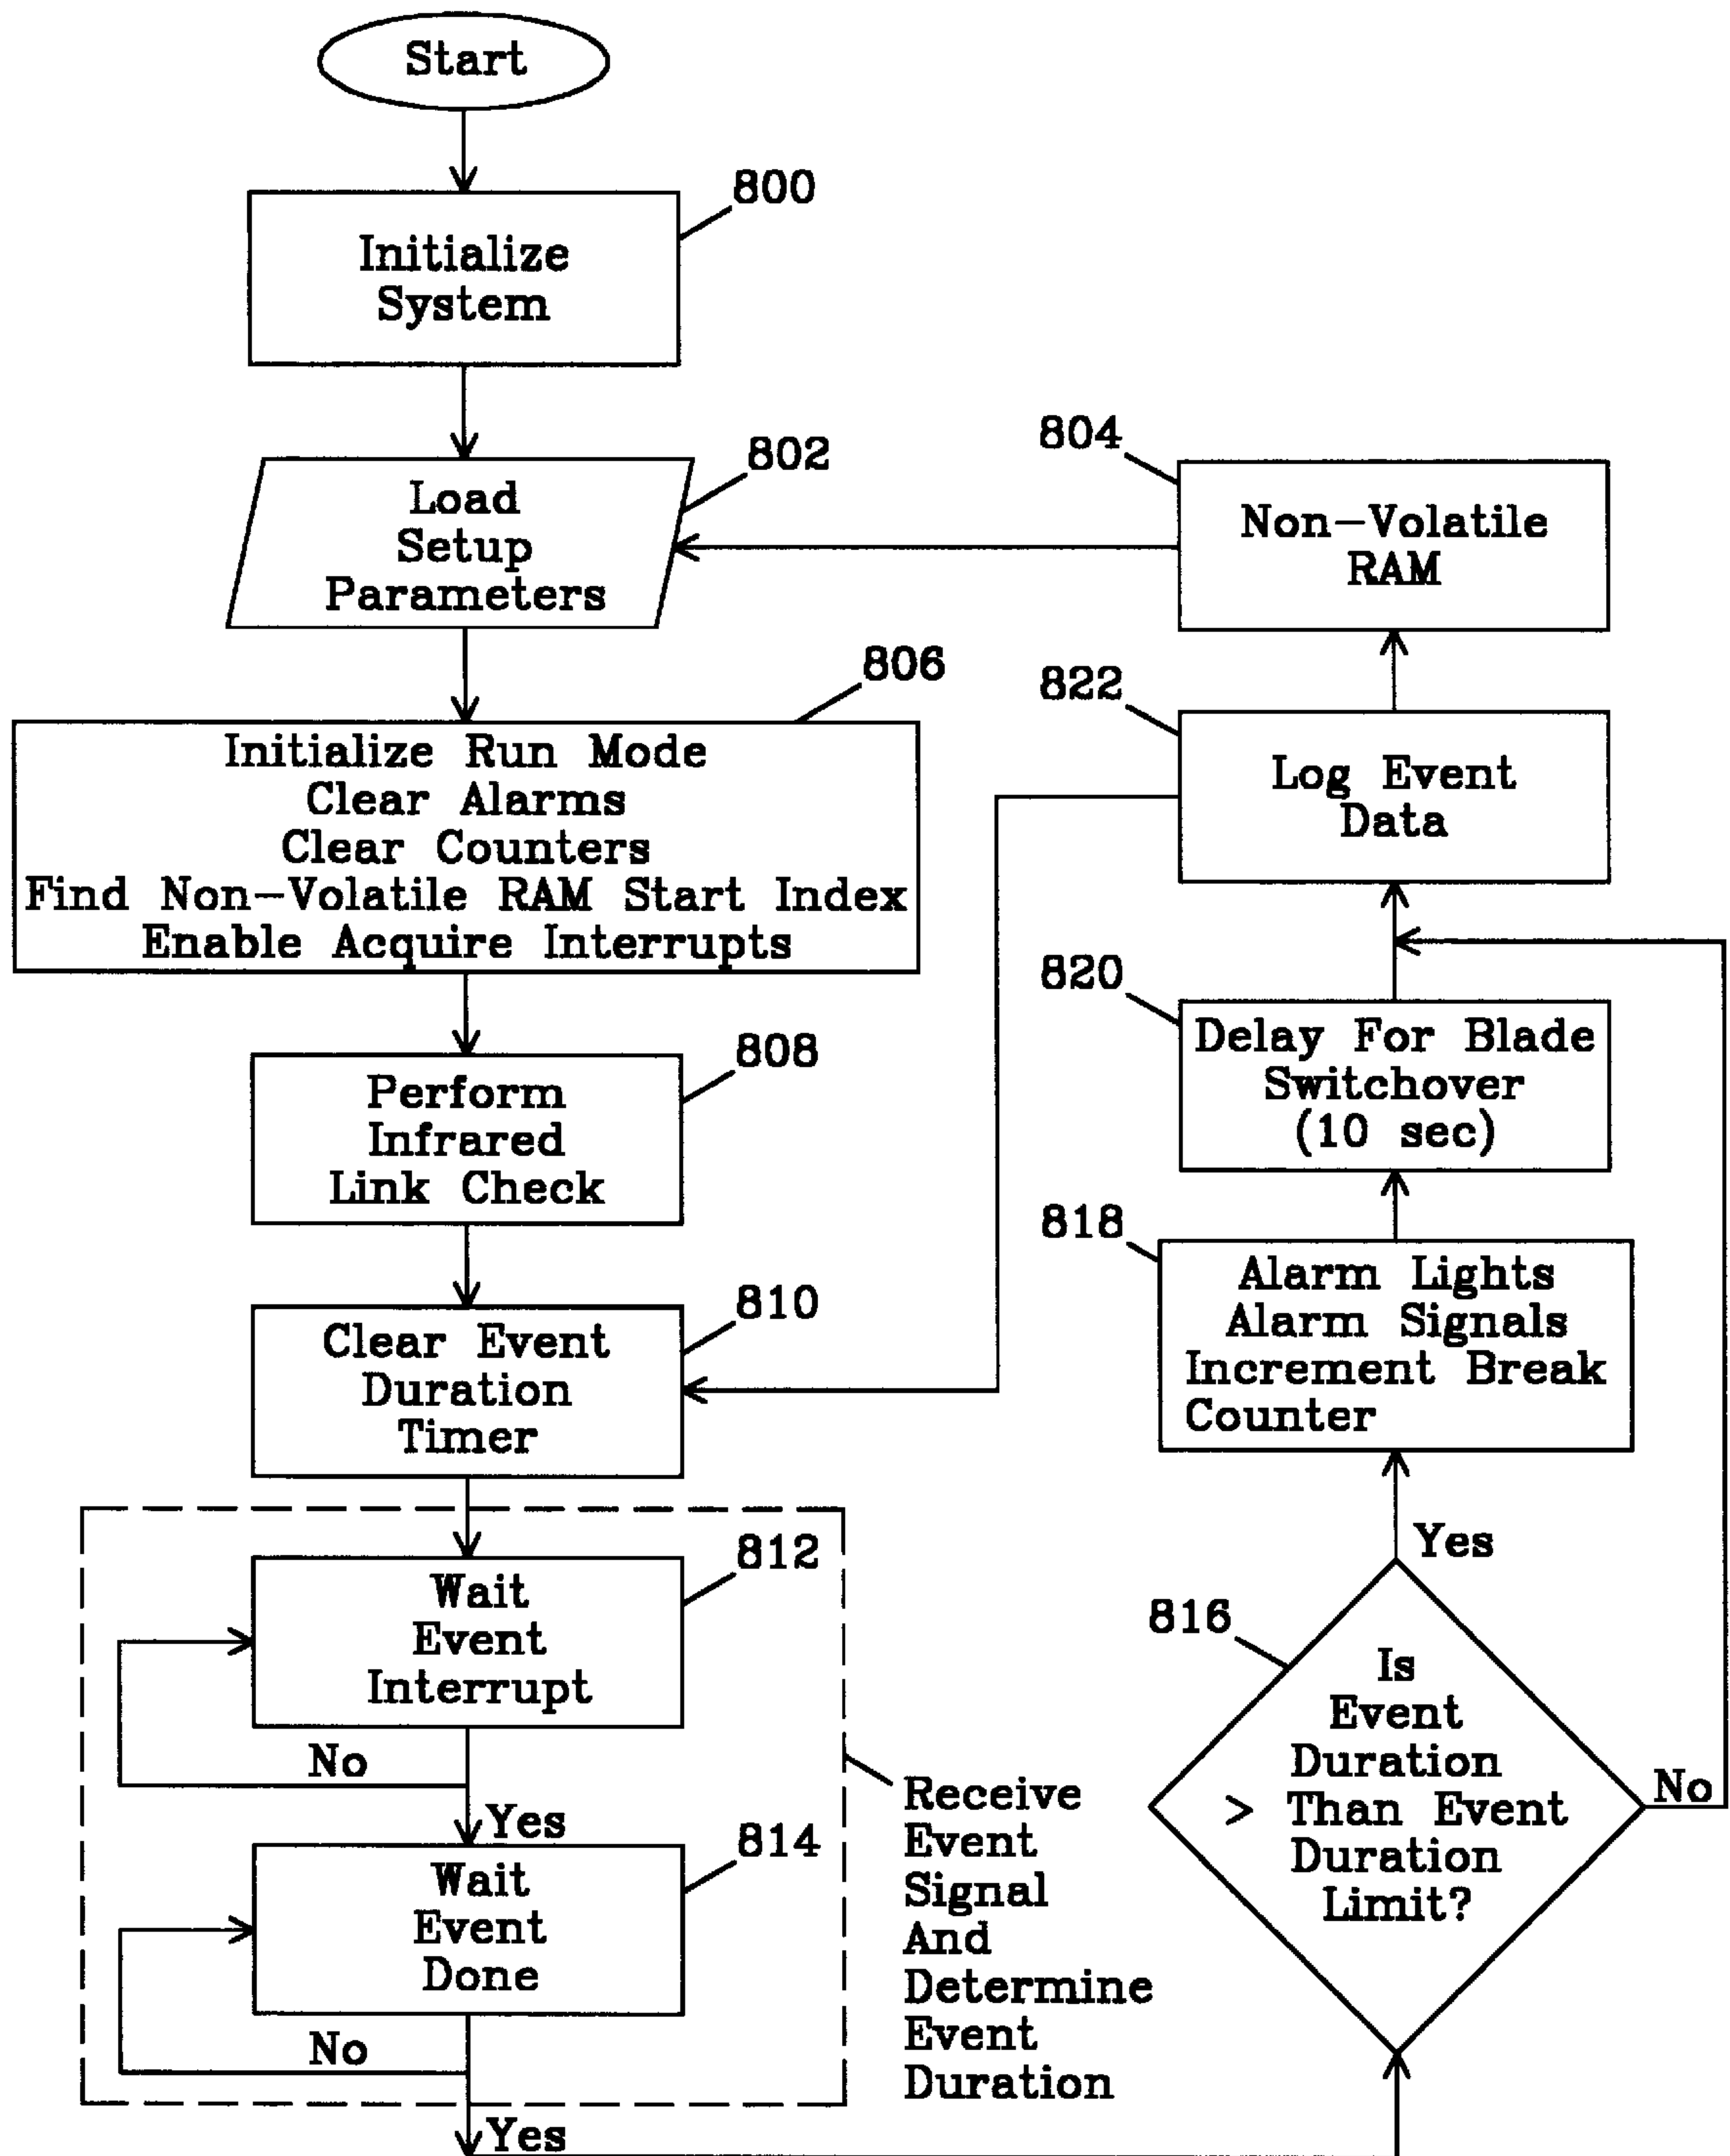 Start
800
Initialize
System
802
Load
Setup
Parameters
804
Non-Volatile
RAM
806
Initialize Run Mode
Clear Alarms
Clear Counters
Find Non-Volatile RAM Start Index
Enable Acquire Interrupts
822
Log Event
Data
808
Perform
Infrared
Link Check
820
Delay For Blade
Switchover
(10 sec)
810
Clear Event
Duration
Timer
818
Alarm Lights
Alarm Signals
Increment Break
Counter
812
Wait
Event
Interrupt
No
Yes
814
Wait
Event
Done
No
Yes
Receive
Event
Signal
And
Determine
Event
Duration
816
Is
Event
Duration
> Than Event
Duration
Limit?
Yes
No